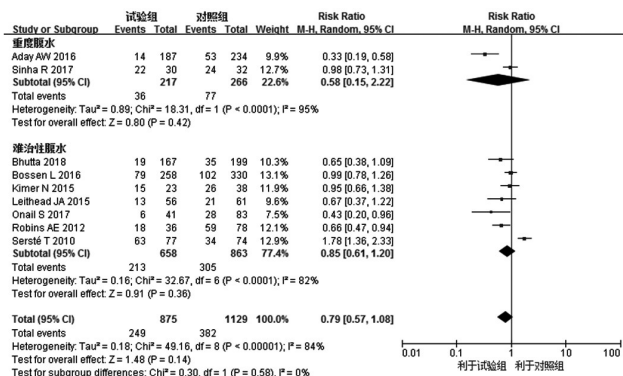 试验组 对照组 Risk Ratio Risk Ratio
Study or Subgroup Events Total Events Total Weight M-H, Random, 95% CI M-H, Random, 95% CI
重度腹水
Aday AW 2016 14 187 53 234 9.9% 0.33 [0.19, 0.58]
Sinha R 2017 22 30 24 32 12.7% 0.98 [0.73, 1.31]
Subtotal (95% CI) 217 266 22.6% 0.58 [0.15, 2.22]
Total events 36 77
Heterogeneity: Tau² = 0.89; Chi² = 18.31, df = 1 (P < 0.0001); I² = 95%
Test for overall effect: Z = 0.80 (P = 0.42)
难治性腹水
Bhutta 2018 19 167 35 199 10.3% 0.65 [0.38, 1.09]
Bossen L 2016 79 258 102 330 13.1% 0.99 [0.78, 1.26]
Kimer N 2015 15 23 26 38 11.9% 0.95 [0.66, 1.38]
Leithead JA 2015 13 56 21 61 9.5% 0.67 [0.37, 1.22]
Onail S 2017 6 41 28 83 7.5% 0.43 [0.20, 0.96]
Robins AE 2012 18 36 59 78 12.1% 0.66 [0.47, 0.94]
Sersté T 2010 63 77 34 74 12.9% 1.78 [1.36, 2.33]
Subtotal (95% CI) 658 863 77.4% 0.85 [0.61, 1.20]
Total events 213 305
Heterogeneity: Tau² = 0.16; Chi² = 32.67, df = 6 (P < 0.0001); I² = 82%
Test for overall effect: Z = 0.91 (P = 0.36)
Total (95% CI) 875 1129 100.0% 0.79 [0.57, 1.08]
Total events 249 382
Heterogeneity: Tau² = 0.18; Chi² = 49.16, df = 8 (P < 0.00001); I² = 84%
Test for overall effect: Z = 1.48 (P = 0.14)
Test for subgroup differences: Chi² = 0.30, df = 1 (P = 0.58), I² = 0%
0.01 0.1 1 10 100
利于试验组 利于对照组